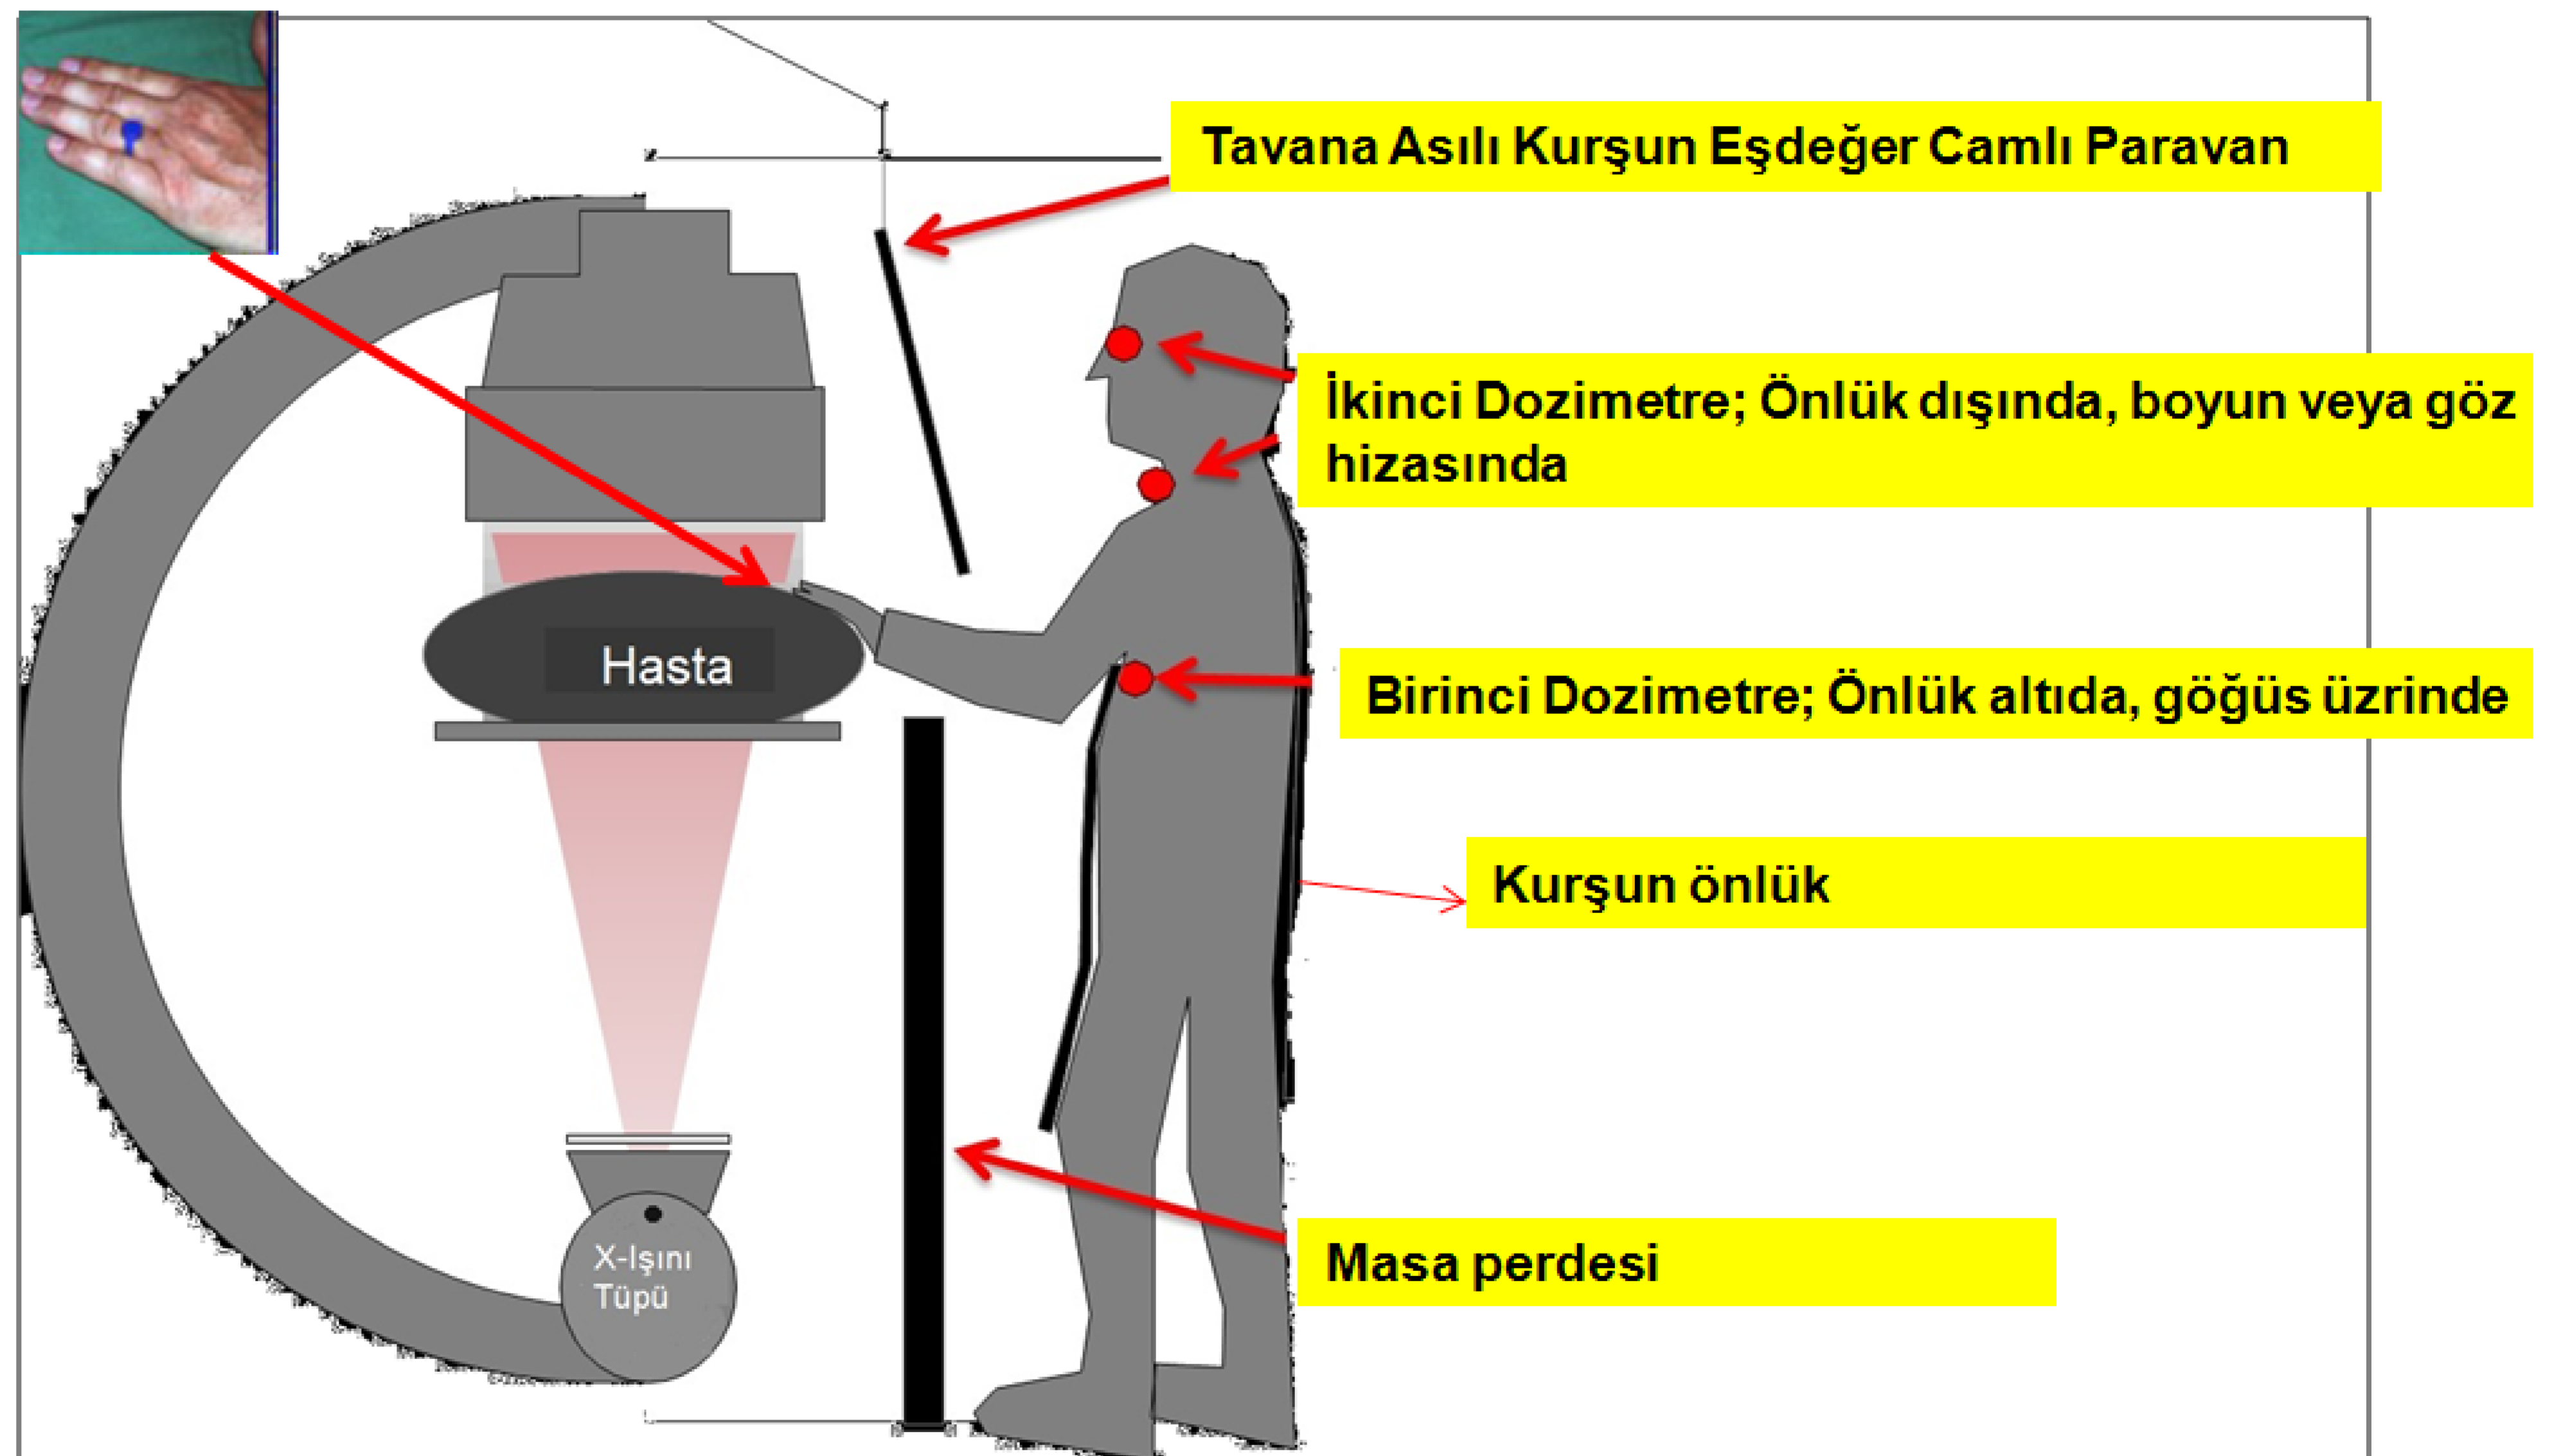 Tavana Asılı Kurşun Eşdeğer Camlı Paravan
İkinci Dozimetre; Önlük dışında, boyun veya göz
hizasında
Hasta
Birinci Dozimetre; Önlük altıda, göğüs üzrinde
Kurşun önlük
X-Işını
Tüpü
Masa perdesi